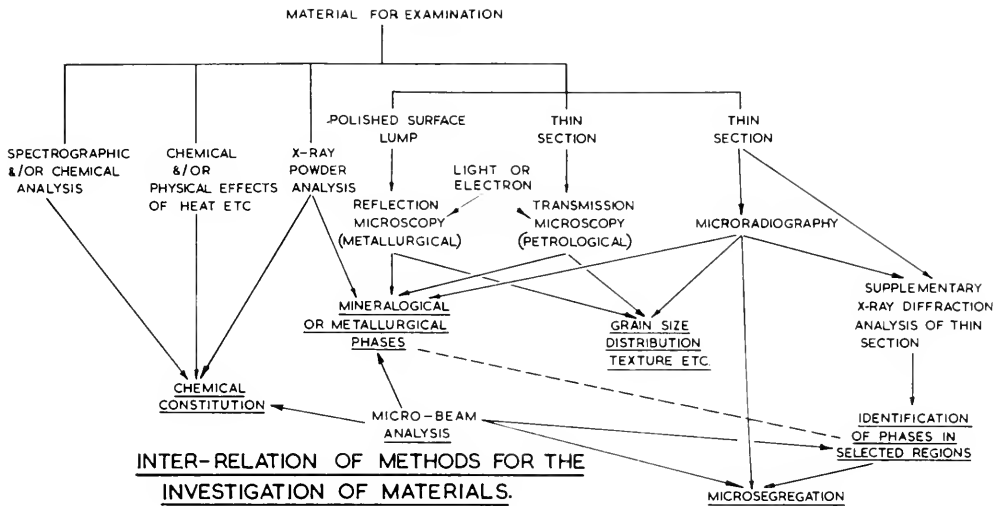 MATERIAL FOR EXAMINATION
SPECTROGRAPHIC
&/OR CHEMICAL
ANALYSIS
CHEMICAL
&/OR
PHYSICAL EFFECTS
OF HEAT ETC
X-RAY
POWDER
ANALYSIS
POLISHED SURFACE
LUMP
THIN
SECTION
THIN
SECTION
LIGHT OR
ELECTRON
REFLECTION
MICROSCOPY
(METALLURGICAL)
TRANSMISSION
MICROSCOPY
(PETROLOGICAL)
MICRORADIOGRAPHY
SUPPLEMENTARY
X-RAY DIFFRACTION
ANALYSIS OF THIN
SECTION
MINERALOGICAL
OR METALLURGICAL
PHASES
GRAIN SIZE
DISTRIBUTION
TEXTURE ETC.
CHEMICAL
CONSTITUTION
MICRO-BEAM
ANALYSIS
IDENTIFICATION
OF PHASES IN
SELECTED REGIONS
MICROSEGREGATION
INTER-RELATION OF METHODS FOR THE
INVESTIGATION OF MATERIALS.